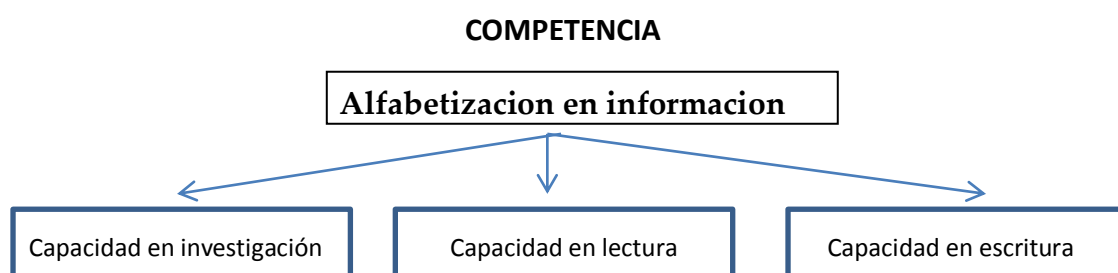 COMPETENCIA
Alfabetizacion en informacion
Capacidad en investigación
Capacidad en lectura
Capacidad en escritura